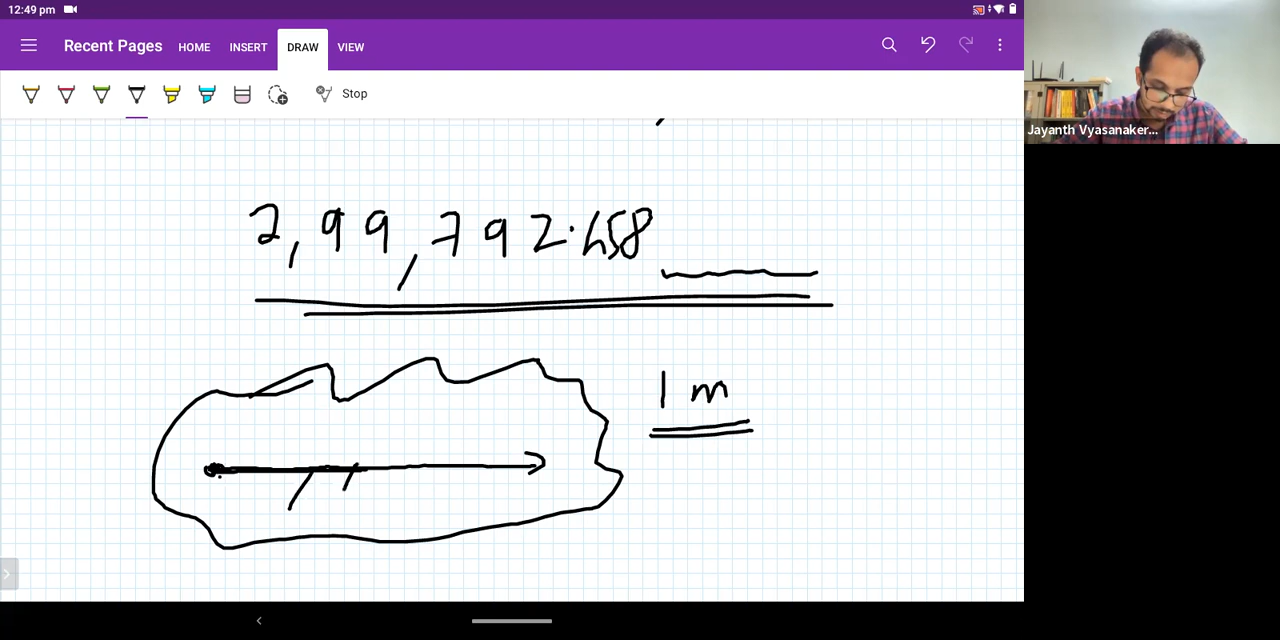 12:49 pm
Recent Pages HOME INSERT DRAW VIEW
Stop
Jayanth Vyasanaker...
2,99,792.458
1 m